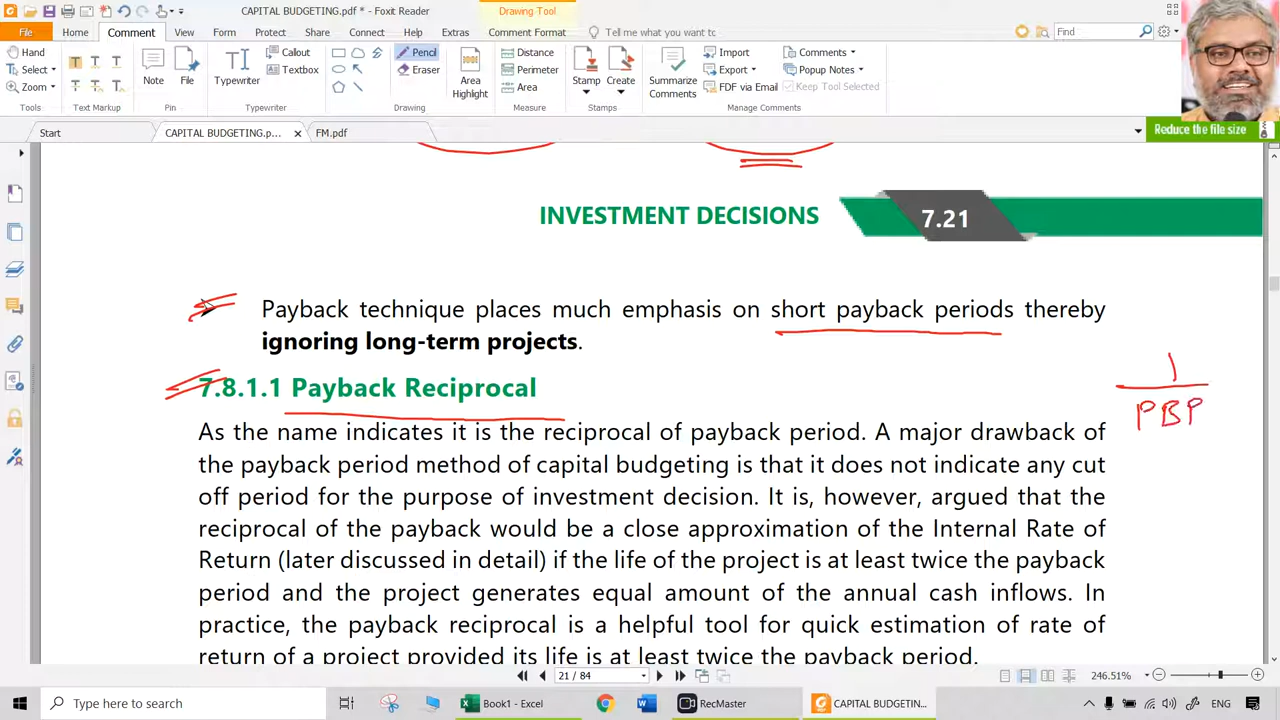 CAPITAL BUDGETING.pdf * - Foxit Reader
Drawing Tool
File Home Comment View Form Protect Share Connect Help Extras Comment Format Tell me what you want tc Find
Hand
Select
Zoom
Tools
Text Markup
Note
File
Pin
Typewriter
Callout
Textbox
Typewriter
Pencil
Eraser
Drawing
Area Highlight
Distance
Perimeter
Area
Measure
Stamp
Create
Stamps
Summarize Comments
Import
Export
FDF via Email
Comments
Popup Notes
Keep Tool Selected
Manage Comments
Start CAPITAL BUDGETING.p... FM.pdf Reduce the file size
INVESTMENT DECISIONS 7.21
Payback technique places much emphasis on short payback periods thereby
ignoring long-term projects.
7.8.1.1 Payback Reciprocal
1
PBP
As the name indicates it is the reciprocal of payback period. A major drawback of
the payback period method of capital budgeting is that it does not indicate any cut
off period for the purpose of investment decision. It is, however, argued that the
reciprocal of the payback would be a close approximation of the Internal Rate of
Return (later discussed in detail) if the life of the project is at least twice the payback
period and the project generates equal amount of the annual cash inflows. In
practice, the payback reciprocal is a helpful tool for quick estimation of rate of
return of a project provided its life is at least twice the payback period.
21 / 84 246.51%
Type here to search Book1 - Excel RecMaster CAPITAL BUDGETIN... ENG